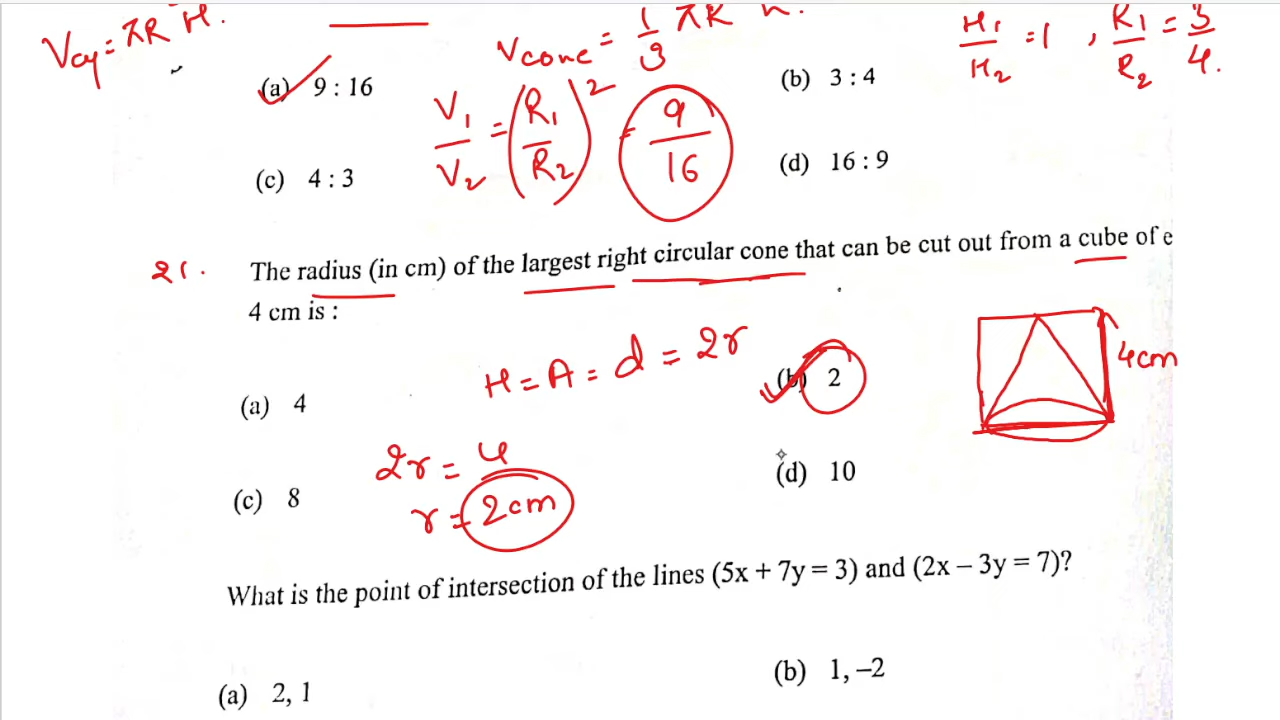 Vcy = πR² H.
Vcone = 1/3 πR² h.
H₁/H₂ = 1 , R₁/R₂ = 3/4.
(a) 9 : 16
(b) 3 : 4
V₁/V₂ = (R₁/R₂)² = 9/16
(c) 4 : 3
(d) 16 : 9
21. The radius (in cm) of the largest right circular cone that can be cut out from a cube of e
4 cm is :
4cm
H = A = d = 2r
(a) 4
(b) 2
2r = 4
(c) 8
(d) 10
r = 2cm
What is the point of intersection of the lines (5x + 7y = 3) and (2x – 3y = 7)?
(a) 2, 1
(b) 1, –2